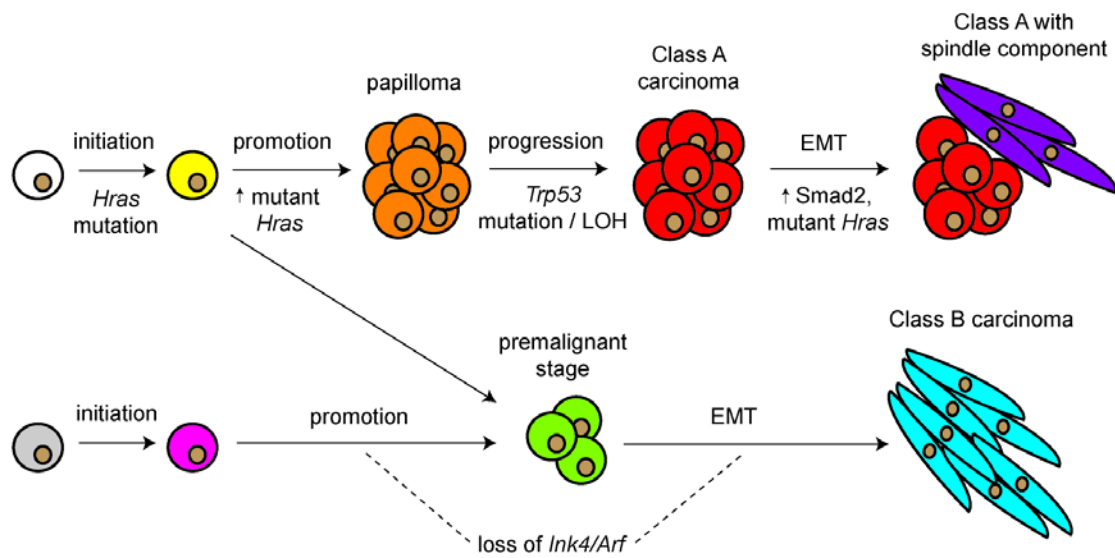 Class A with
spindle component
Class A
carcinoma
papilloma
initiation
promotion
progression
EMT
Hras
mutation
↑ mutant
Hras
Trp53
mutation / LOH
↑ Smad2,
mutant Hras
Class B carcinoma
premalignant
stage
initiation
promotion
EMT
loss of Ink4/Arf